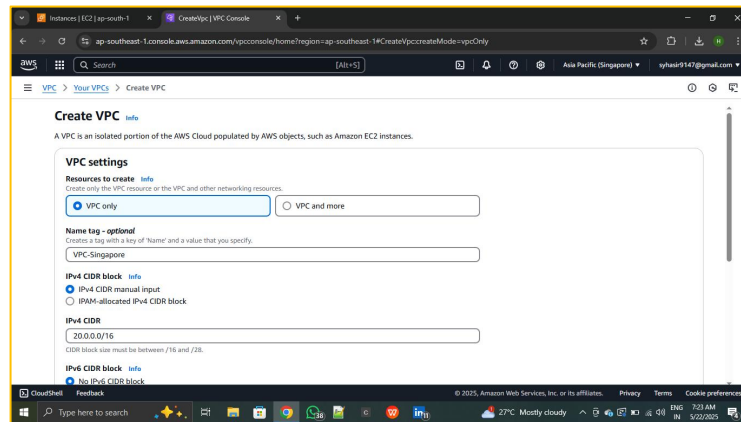 Instances | EC2 | ap-south-1
CreateVpc | VPC Console
ap-southeast-1.console.aws.amazon.com/vpcconsole/home?region=ap-southeast-1#CreateVpc:createMode=vpcOnly
aws
Search
[Alt+S]
Asia Pacific (Singapore)
syhasir9147@gmail.com
VPC > Your VPCs > Create VPC
Create VPC Info
A VPC is an isolated portion of the AWS Cloud populated by AWS objects, such as Amazon EC2 instances.
VPC settings
Resources to create Info
Create only the VPC resource or the VPC and other networking resources.
VPC only
VPC and more
Name tag - optional
Creates a tag with a key of 'Name' and a value that you specify.
VPC-Singapore
IPv4 CIDR block Info
IPv4 CIDR manual input
IPAM-allocated IPv4 CIDR block
IPv4 CIDR
20.0.0.0/16
CIDR block size must be between /16 and /28.
IPv6 CIDR block Info
No IPv6 CIDR block
CloudShell Feedback
© 2025, Amazon Web Services, Inc. or its affiliates. Privacy Terms Cookie preferences
Type here to search
27°C Mostly cloudy
ENG
IN
7:23 AM
5/22/2025